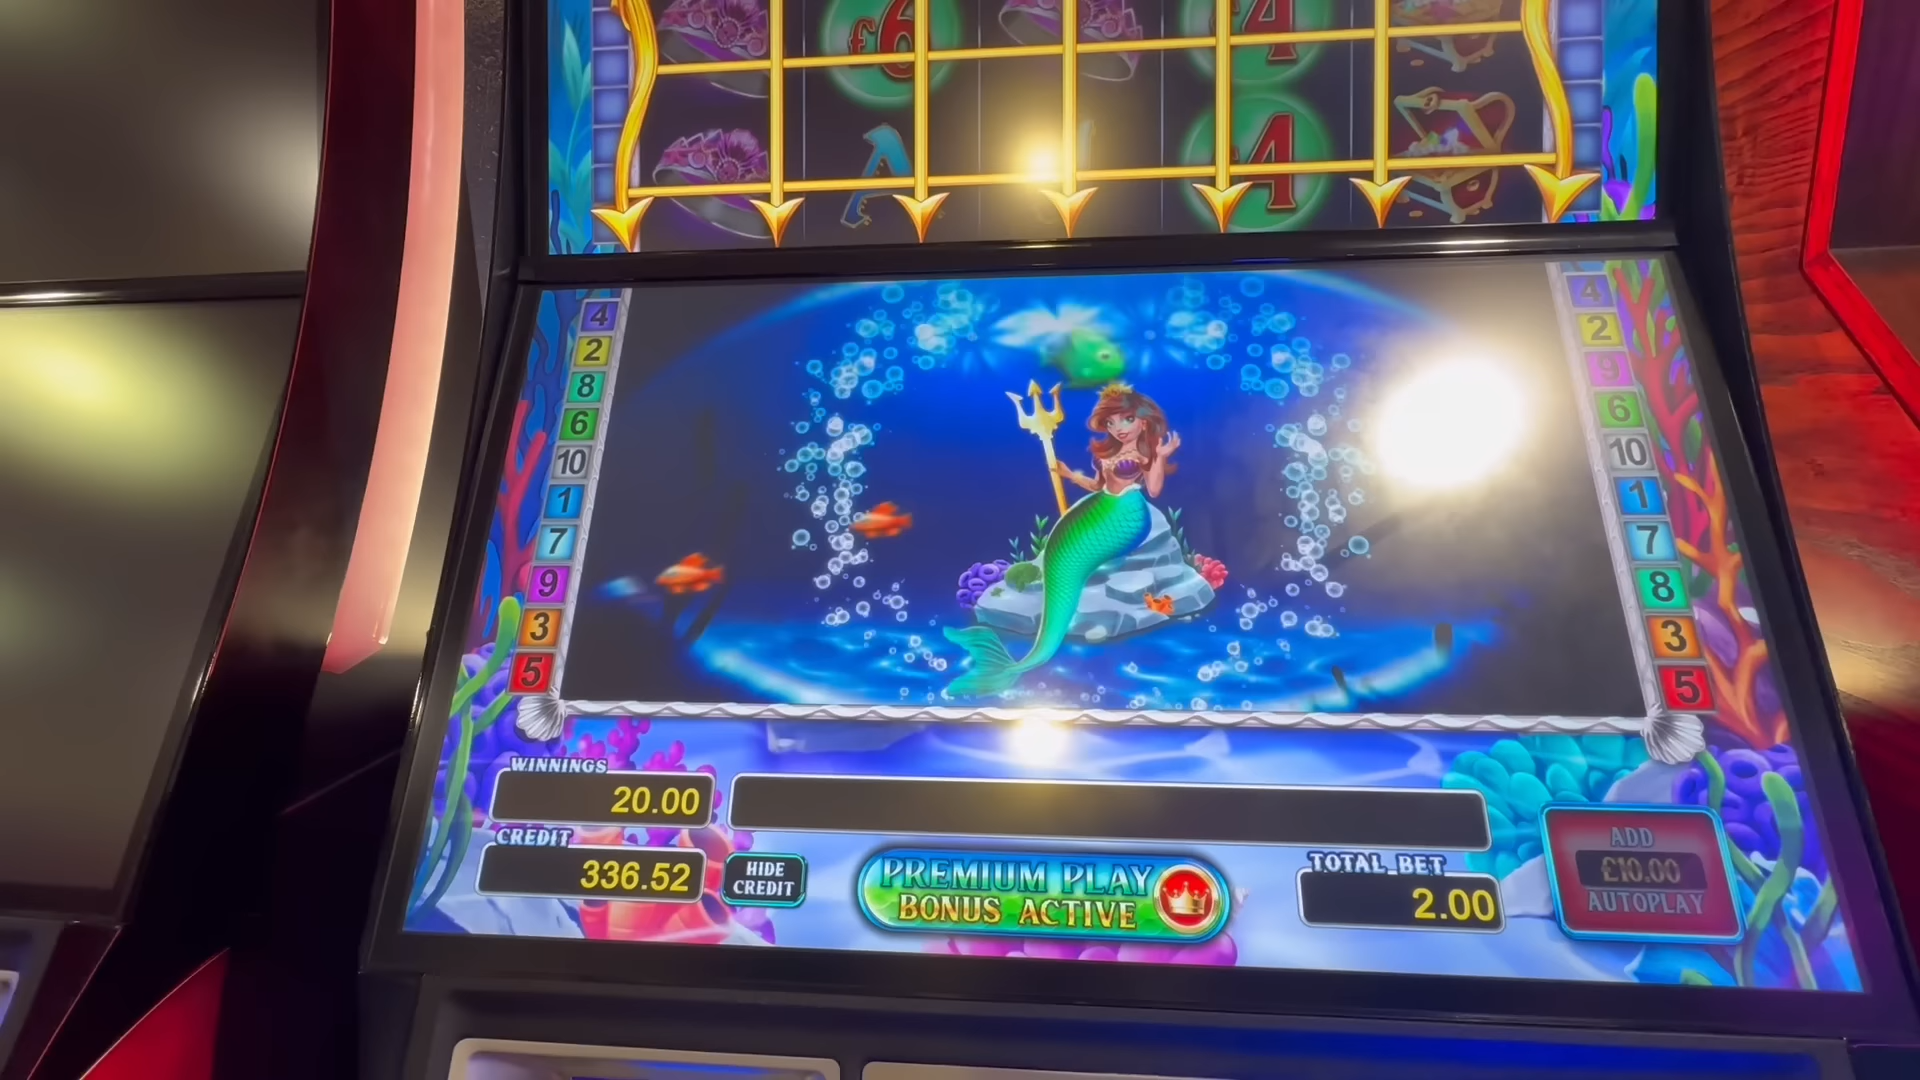 £6
4
A
4
4
2
8
6
10
1
7
9
3
5
4
2
9
6
10
1
7
8
3
5
WINNINGS
20.00
CREDIT
336.52
HIDE
CREDIT
PREMIUM PLAY
BONUS ACTIVE
TOTAL BET
2.00
ADD
£10.00
AUTOPLAY